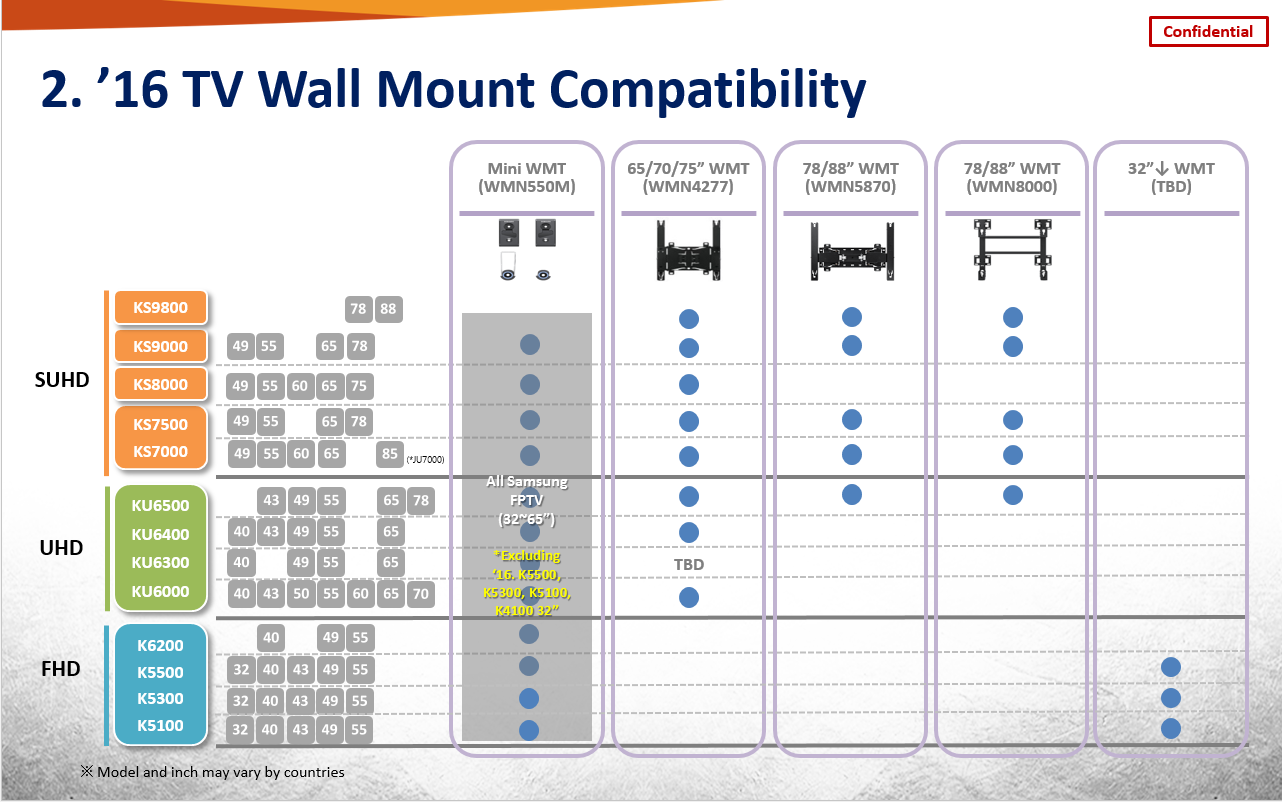 Confidential
2. ’16 TV Wall Mount Compatibility
Mini WMT
(WMN550M)
65/70/75” WMT
(WMN4277)
78/88” WMT
(WMN5870)
78/88” WMT
(WMN8000)
32”↓ WMT
(TBD)
SUHD
KS9800
78 88
KS9000
49 55 65 78
KS8000
49 55 60 65 75
KS7500
49 55 65 78
KS7000
49 55 60 65 85 (*JU7000)
All Samsung
FPTV
(32~65”)
*Excluding
‘16. K5500,
K5300, K5100,
K4100 32”
UHD
KU6500
43 49 55 65 78
KU6400
40 43 49 55 65
KU6300
40 49 55 65
TBD
KU6000
40 43 50 55 60 65 70
FHD
K6200
40 49 55
K5500
32 40 43 49 55
K5300
32 40 43 49 55
K5100
32 40 43 49 55
※ Model and inch may vary by countries